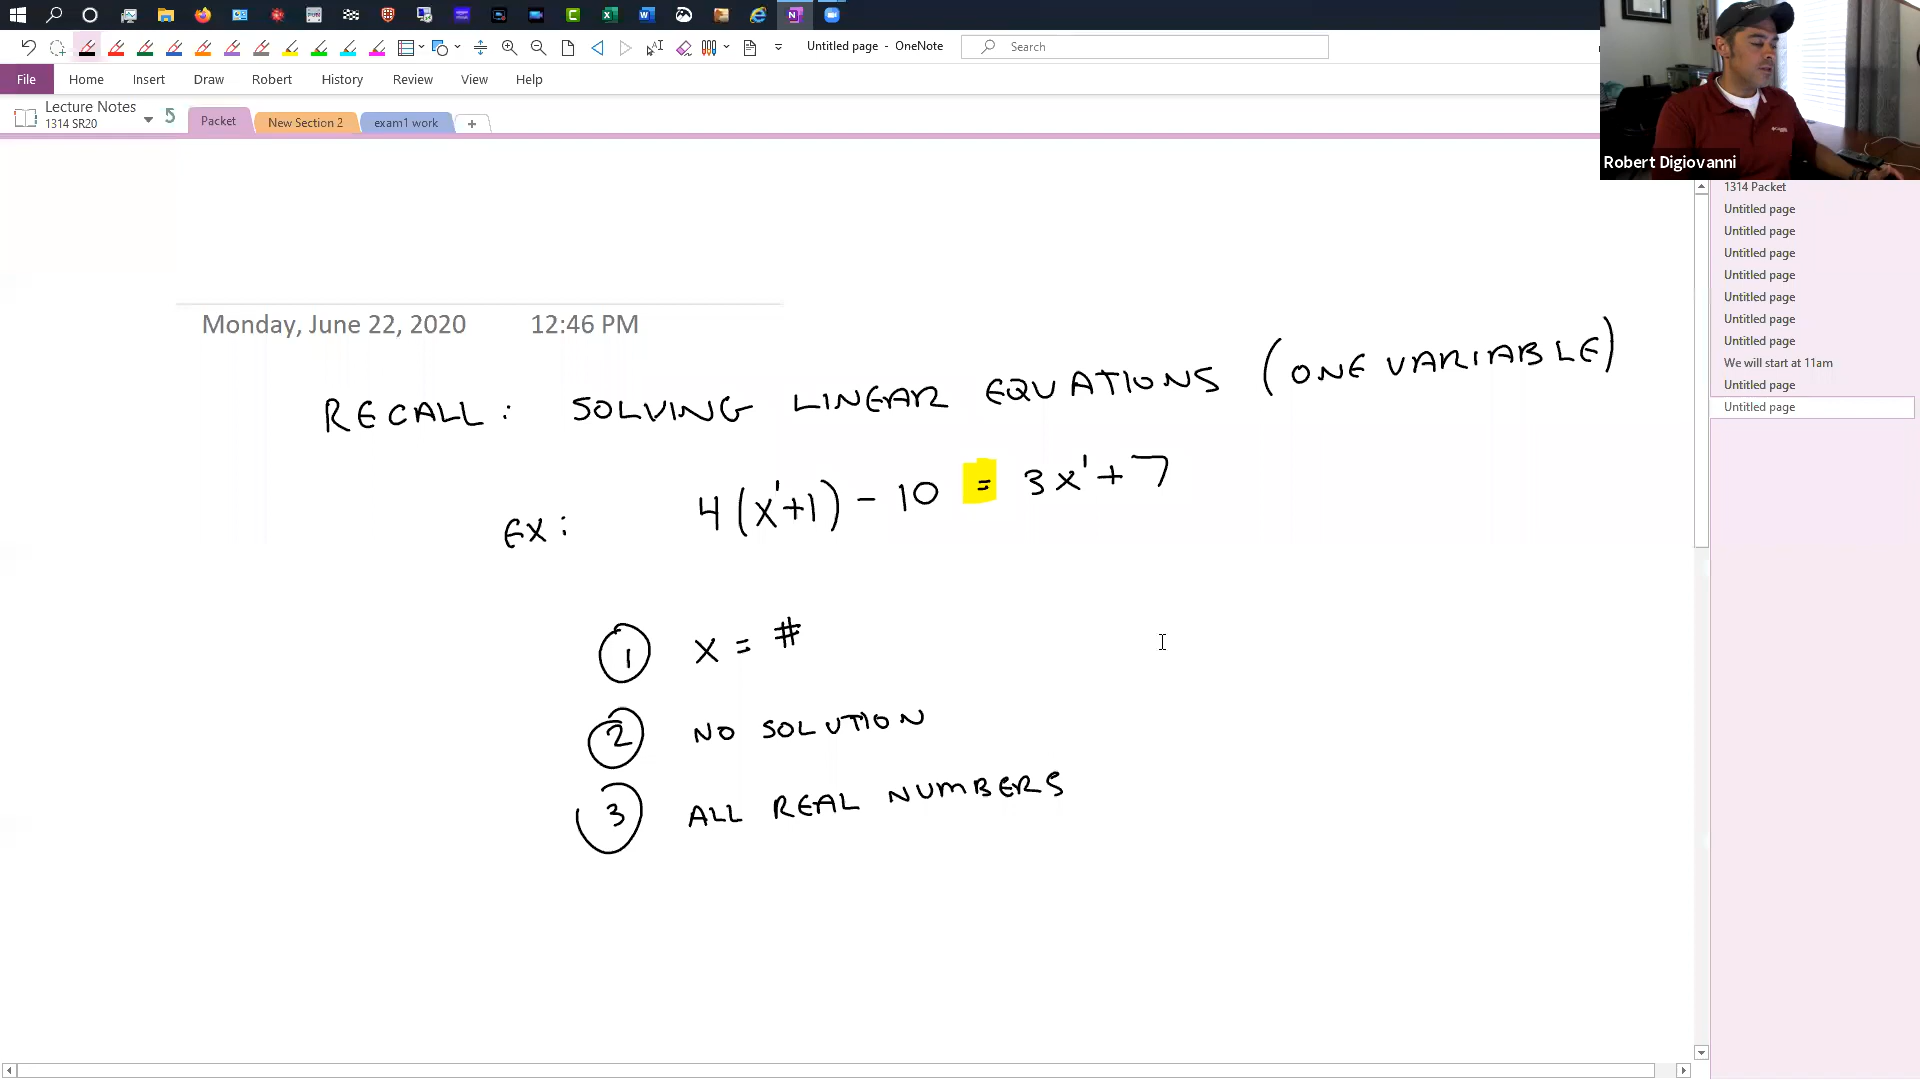 Untitled page - OneNote
Search
File Home Insert Draw Robert History Review View Help
Lecture Notes
1314 SR20
Packet New Section 2 exam1 work +
Robert Digiovanni
1314 Packet
Untitled page
Untitled page
Untitled page
Untitled page
Untitled page
Untitled page
Untitled page
We will start at 11am
Untitled page
Untitled page
Monday, June 22, 2020 12:46 PM
RECALL: SOLVING LINEAR EQUATIONS (ONE VARIABLE)
EX: 4(x¹+1) - 10 = 3x¹ + 7
1 x = #
2 NO SOLUTION
3 ALL REAL NUMBERS